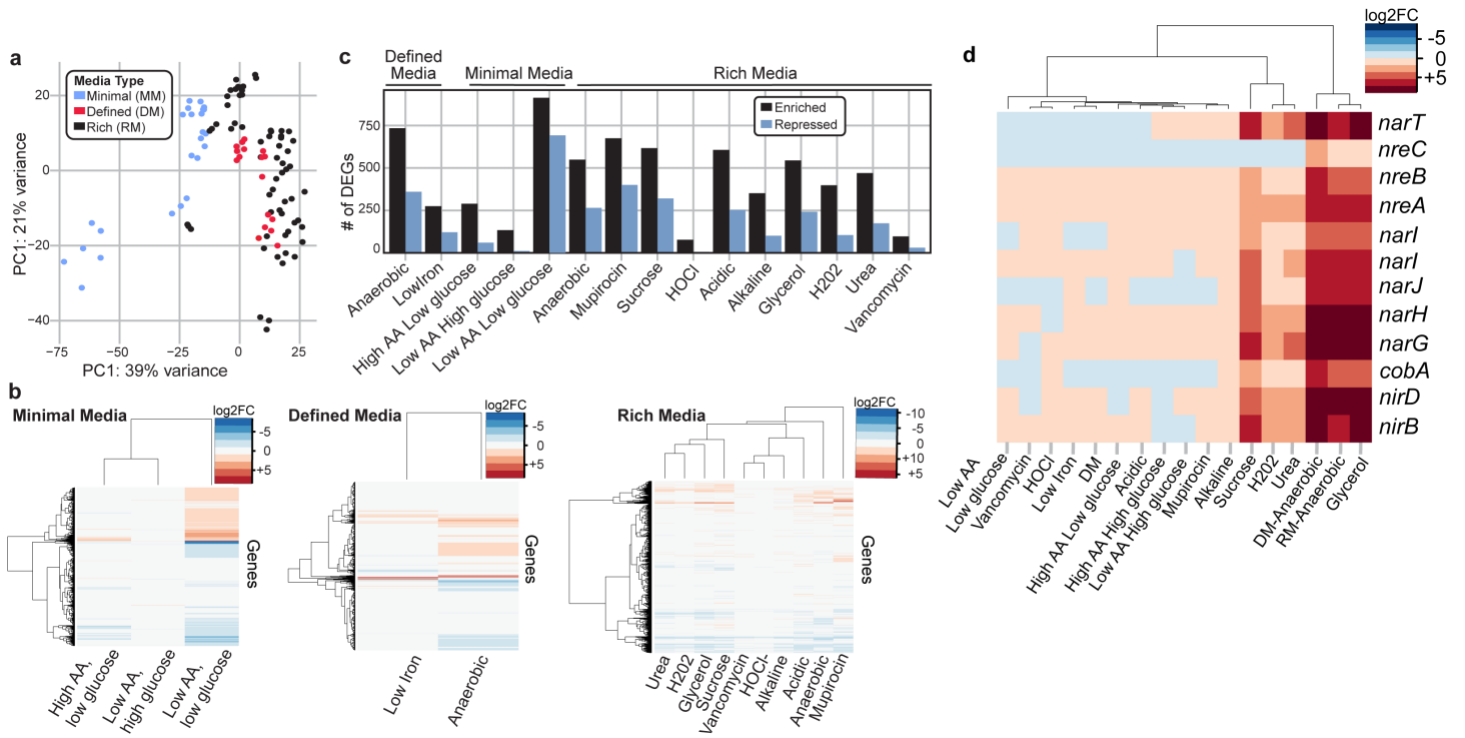 a
Media Type
Minimal (MM)
Defined (DM)
Rich (RM)
20
0
−20
−40
−75
−50
−25
0
25
PC1: 21% variance
PC1: 39% variance
c
Defined
Media
Minimal Media
Rich Media
Enriched
Repressed
# of DEGs
750
500
250
0
Anaerobic
LowIron
High AA Low glucose
Low AA High glucose
Low AA Low glucose
Anaerobic
Mupirocin
Sucrose
HOCl
Acidic
Alkaline
Glycerol
H202
Urea
Vancomycin
b
Minimal Media
log2FC
-5
0
+5
Genes
High AA,
low glucose
Low AA,
high glucose
Low AA,
low glucose
Defined Media
log2FC
-5
0
+5
Genes
Low Iron
Anaerobic
Rich Media
log2FC
-10
-5
0
+10
+5
Genes
Urea
H202
Glycerol
Sucrose
Vancomycin
HOCl-
Alkaline
Acidic
Anaerobic
Mupirocin
d
log2FC
-5
0
+5
narT
nreC
nreB
nreA
narI
narI
narJ
narH
narG
cobA
nirD
nirB
Low AA
Low glucose
Vancomycin
HOCl
Low Iron
DM
High AA Low glucose
Acidic
High AA High glucose
Low AA High glucose
Mupirocin
Alkaline
Sucrose
H202
Urea
DM-Anaerobic
RM-Anaerobic
Glycerol